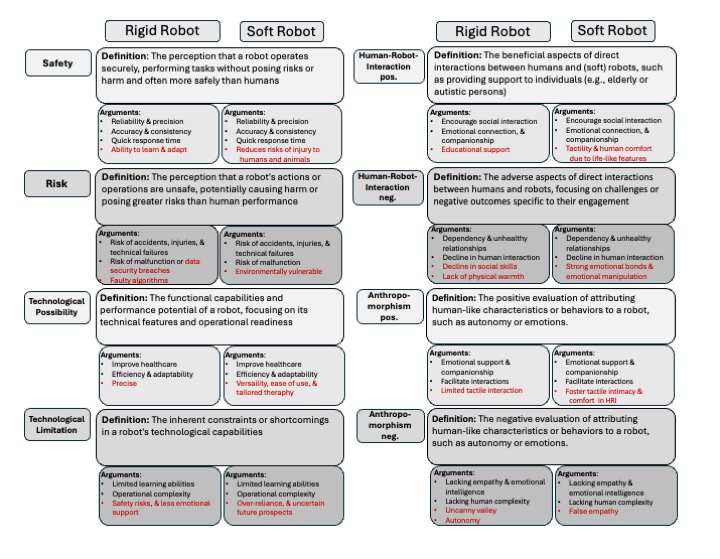 Rigid Robot
Soft Robot
Safety
Definition: The perception that a robot operates
securely, performing tasks without posing risks or
harm and often more safely than humans
Arguments:
• Reliability & precision
• Accuracy & consistency
• Quick response time
• Ability to learn & adapt
Arguments:
• Reliability & precision
• Accuracy & consistency
• Quick response time
• Reduces risks of injury to
humans and animals
Risk
Definition: The perception that a robot's actions or
operations are unsafe, potentially causing harm or
posing greater risks than human performance
Arguments:
• Risk of accidents, injuries, &
technical failures
• Risk of malfunction or data
security breaches
• Faulty algorithms
Arguments:
• Risk of accidents, injuries, &
technical failures
• Risk of malfunction
• Environmentally vulnerable
Technological
Possibility
Definition: The functional capabilities and
performance potential of a robot, focusing on its
technical features and operational readiness
Arguments:
• Improve healthcare
• Efficiency & adaptability
• Precise
Arguments:
• Improve healthcare
• Efficiency & adaptability
• Versaility, ease of use, &
tailored theraphy
Technological
Limitation
Definition: The inherent constraints or shortcomings
in a robot's technological capabilities
Arguments:
• Limited learning abilities
• Operational complexity
• Safety risks, & less emotional
support
Arguments:
• Limited learning abilities
• Operational complexity
• Over-reliance, & uncertain
future prospects
Rigid Robot
Soft Robot
Human-Robot-
Interaction
pos.
Definition: The beneficial aspects of direct
interactions between humans and (soft) robots, such
as providing support to individuals (e.g., elderly or
autistic persons)
Arguments:
• Encourage social interaction
• Emotional connection, &
companionship
• Educational support
Arguments:
• Encourage social interaction
• Emotional connection, &
companionship
• Tactility & human comfort
due to life-like features
Human-Robot-
Interaction
neg.
Definition: The adverse aspects of direct interactions
between humans and robots, focusing on challenges or
negative outcomes specific to their engagement
Arguments:
• Dependency & unhealthy
relationships
• Decline in human interaction
• Decline in social skills
• Lack of physical warmth
Arguments:
• Dependency & unhealthy
relationships
• Decline in human interaction
• Strong emotional bonds &
emotional manipulation
Anthropo-
morphism
pos.
Definition: The positive evaluation of attributing
human-like characteristics or behaviors to a robot,
such as autonomy or emotions.
Arguments:
• Emotional support &
companionship
• Facilitate interactions
• Limited tactile interaction
Arguments:
• Emotional support &
companionship
• Facilitate interactions
• Foster tactile intimacy &
comfort in HRI
Anthropo-
morphism
neg.
Definition: The negative evaluation of attributing
human-like characteristics or behaviors to a robot,
such as autonomy or emotions.
Arguments:
• Lacking empathy & emotional
intelligence
• Lacking human complexity
• Uncanny valley
• Autonomy
Arguments:
• Lacking empathy &
emotional intelligence
• Lacking human complexity
• False empathy